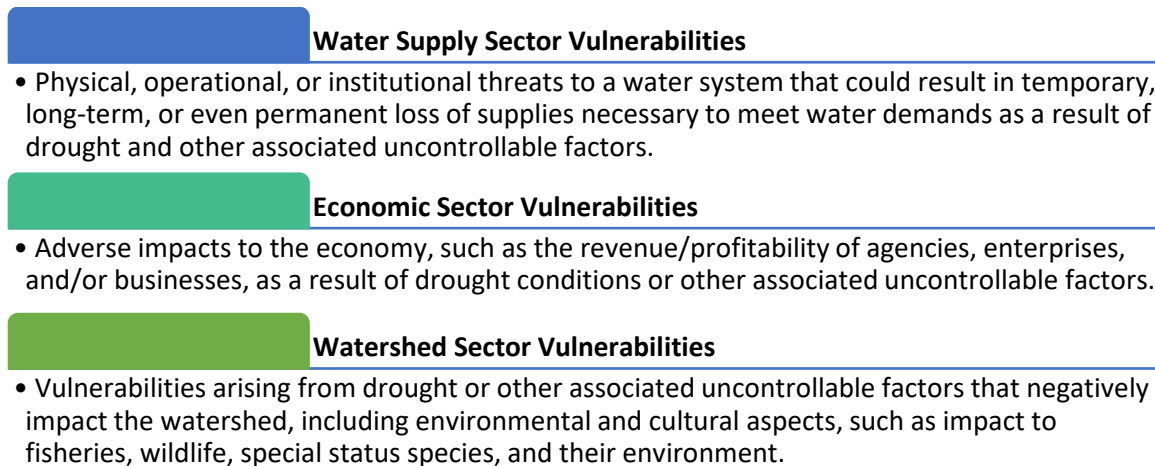 Water Supply Sector Vulnerabilities
• Physical, operational, or institutional threats to a water system that could result in temporary,
long-term, or even permanent loss of supplies necessary to meet water demands as a result of
drought and other associated uncontrollable factors.
Economic Sector Vulnerabilities
• Adverse impacts to the economy, such as the revenue/profitability of agencies, enterprises,
and/or businesses, as a result of drought conditions or other associated uncontrollable factors.
Watershed Sector Vulnerabilities
• Vulnerabilities arising from drought or other associated uncontrollable factors that negatively
impact the watershed, including environmental and cultural aspects, such as impact to
fisheries, wildlife, special status species, and their environment.